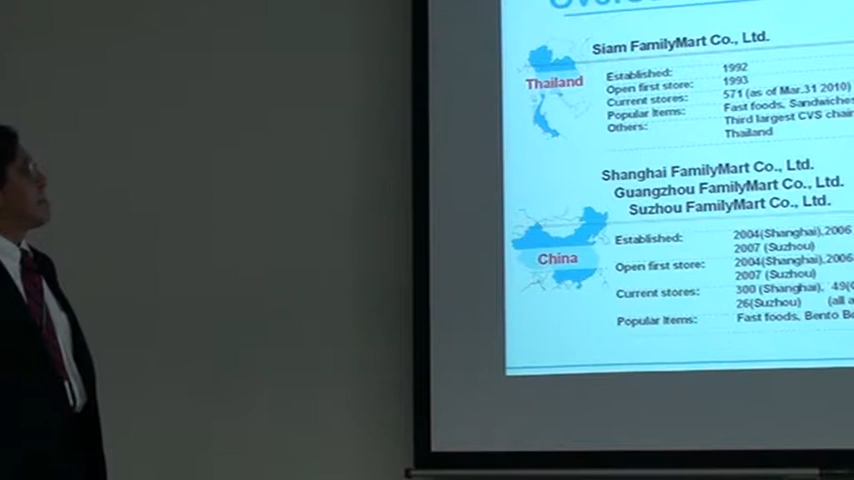 Siam FamilyMart Co., Ltd.
Thailand
Established: 1992
Open first store: 1993
Current stores: 571 (as of Mar.31 2010)
Popular Items: Fast foods, Sandwiches
Others: Third largest CVS chain
Thailand
Shanghai FamilyMart Co., Ltd.
Guangzhou FamilyMart Co., Ltd.
Suzhou FamilyMart Co., Ltd.
China
Established: 2004(Shanghai),2006
2007 (Suzhou)
Open first store: 2004(Shanghai),2006
2007 (Suzhou)
Current stores: 300 (Shanghai), 49(
26(Suzhou) (all a
Popular Items: Fast foods, Bento